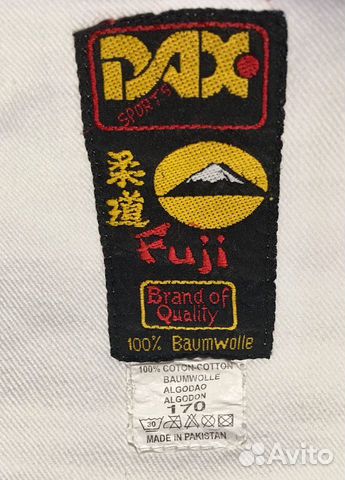 DAX
SPORTS
柔道
Fuji
Brand of
Quality
100% Baumwolle
100% COTON-COTTON
BAUMWOLLE
ALGODAO
ALGODON
170
30
MADE IN PAKISTAN
Avito